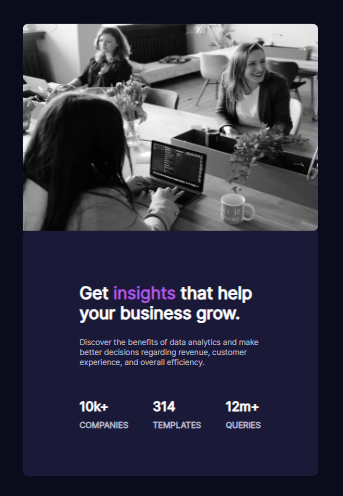 Get insights that help
your business grow.
Discover the benefits of data analytics and make
better decisions regarding revenue, customer
experience, and overall efficiency.
10k+ 314 12m+
COMPANIES TEMPLATES QUERIES